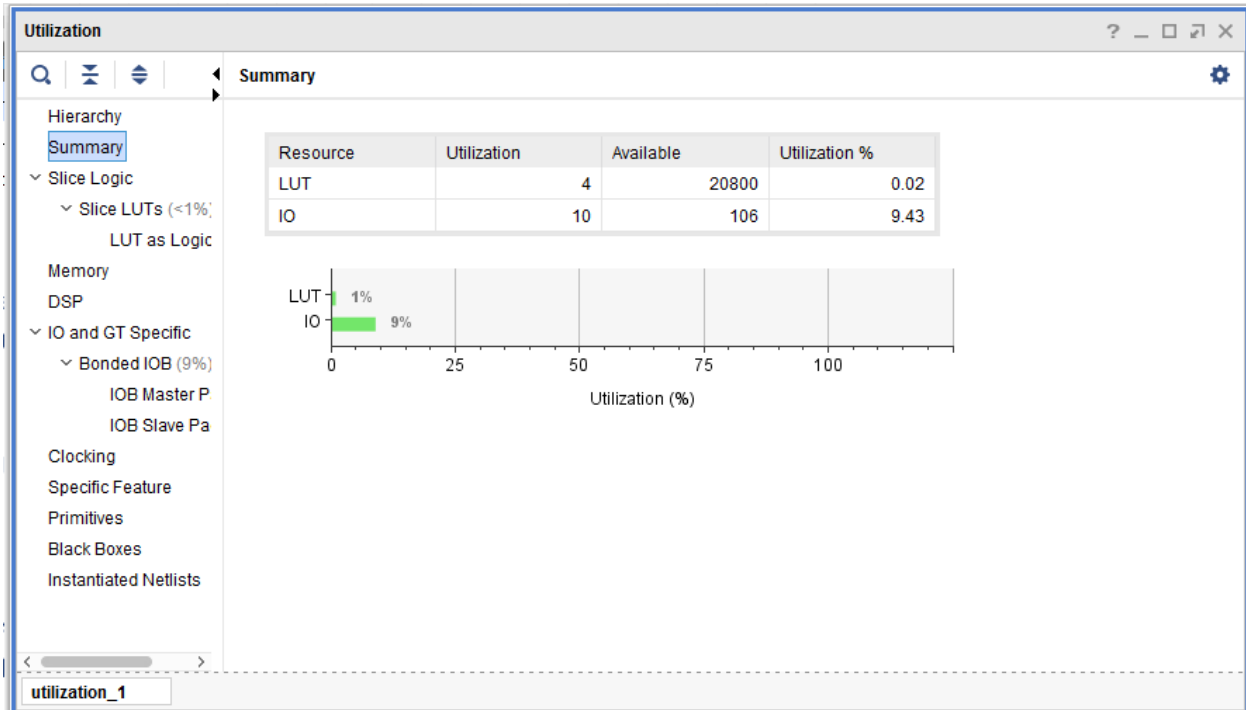 Utilization
Summary
Hierarchy
Summary
Slice Logic
Slice LUTs (<1%)
LUT as Logic
Memory
DSP
IO and GT Specific
Bonded IOB (9%)
IOB Master P
IOB Slave Pa
Clocking
Specific Feature
Primitives
Black Boxes
Instantiated Netlists
Resource Utilization Available Utilization %
LUT 4 20800 0.02
IO 10 106 9.43
LUT 1%
IO 9%
0 25 50 75 100
Utilization (%)
utilization_1